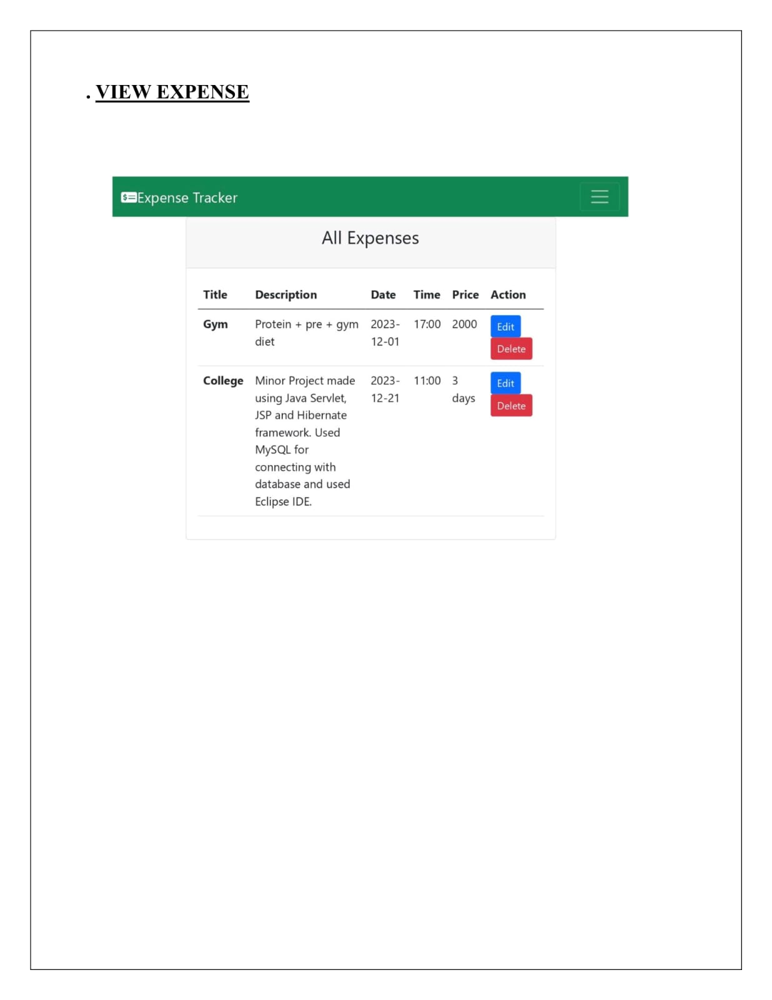 . VIEW EXPENSE
Expense Tracker
All Expenses
Title Description Date Time Price Action
Gym Protein + pre + gym 2023- 17:00 2000 Edit
diet 12-01
Delete
College Minor Project made 2023- 11:00 3 Edit
using Java Servlet, 12-21 days
Delete
JSP and Hibernate
framework. Used
MySQL for
connecting with
database and used
Eclipse IDE.